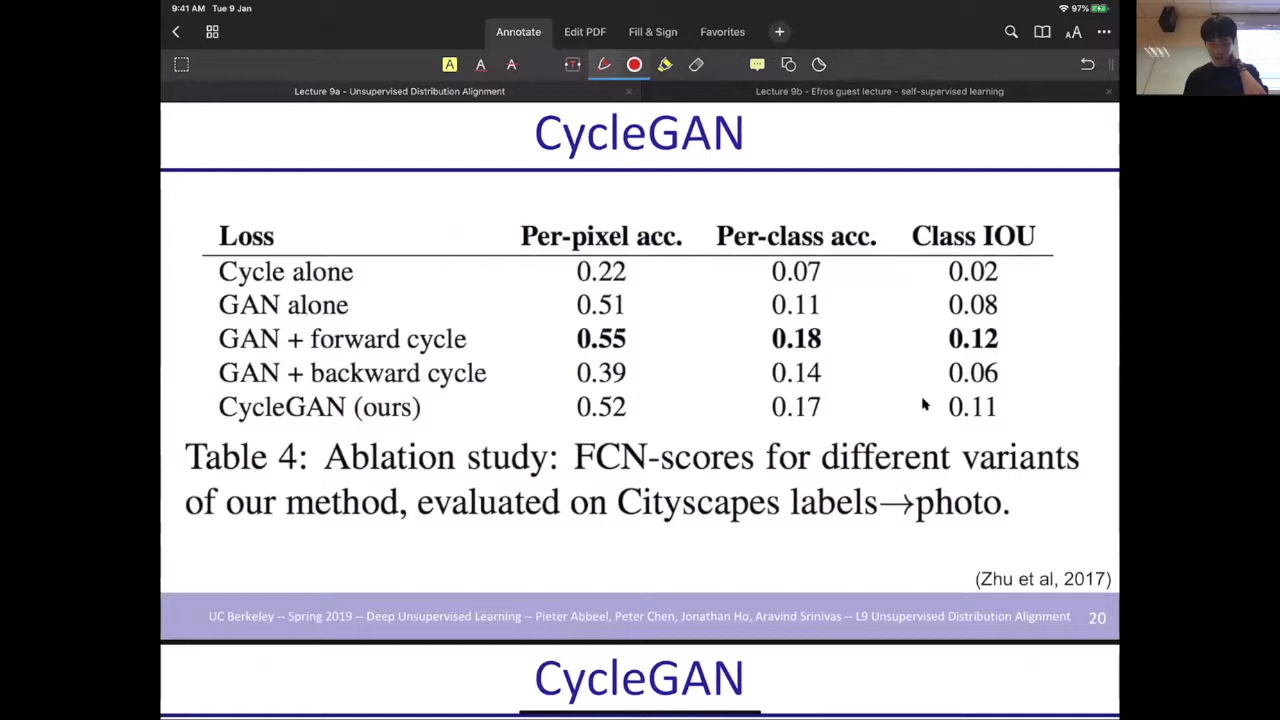 9:41 AM Tue 9 Jan
97%
Annotate Edit PDF Fill & Sign Favorites
Lecture 9a - Unsupervised Distribution Alignment
Lecture 9b - Efros guest lecture - self-supervised learning
CycleGAN
Loss Per-pixel acc. Per-class acc. Class IOU
Cycle alone 0.22 0.07 0.02
GAN alone 0.51 0.11 0.08
GAN + forward cycle 0.55 0.18 0.12
GAN + backward cycle 0.39 0.14 0.06
CycleGAN (ours) 0.52 0.17 0.11
Table 4: Ablation study: FCN-scores for different variants
of our method, evaluated on Cityscapes labels→photo.
(Zhu et al, 2017)
UC Berkeley -- Spring 2019 -- Deep Unsupervised Learning -- Pieter Abbeel, Peter Chen, Jonathan Ho, Aravind Srinivas -- L9 Unsupervised Distribution Alignment 20
CycleGAN